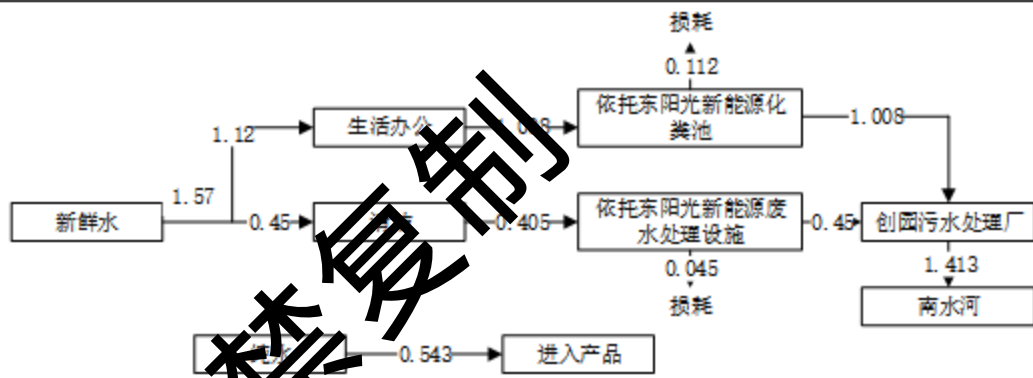 损耗
0.112
生活办公
依托东阳光新能源化
粪池
1.008
1.12
1.57
新鲜水
0.45
0.405
依托东阳光新能源废
水处理设施
0.45
创园污水处理厂
0.045
损耗
1.413
南水河
0.543
进入产品
禁复制